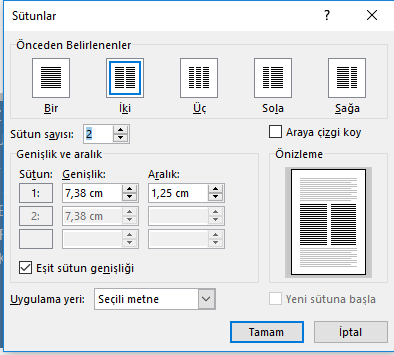 Sütunlar
Önceden Belirlenenler
Bir İki Üç Sola Sağa
Sütun sayısı: 2
Araya çizgi koy
Genişlik ve aralık
Önizleme
Sütun: Genişlik: Aralık:
1: 7,38 cm 1,25 cm
2: 7,38 cm
Eşit sütun genişliği
Uygulama yeri: Seçili metne
Yeni sütuna başla
Tamam İptal